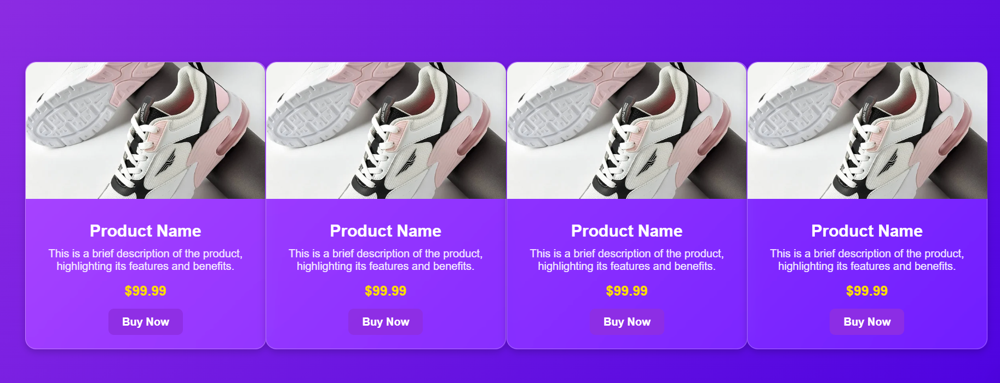 Product Name
This is a brief description of the product,
highlighting its features and benefits.
$99.99
Buy Now
Product Name
This is a brief description of the product,
highlighting its features and benefits.
$99.99
Buy Now
Product Name
This is a brief description of the product,
highlighting its features and benefits.
$99.99
Buy Now
Product Name
This is a brief description of the product,
highlighting its features and benefits.
$99.99
Buy Now